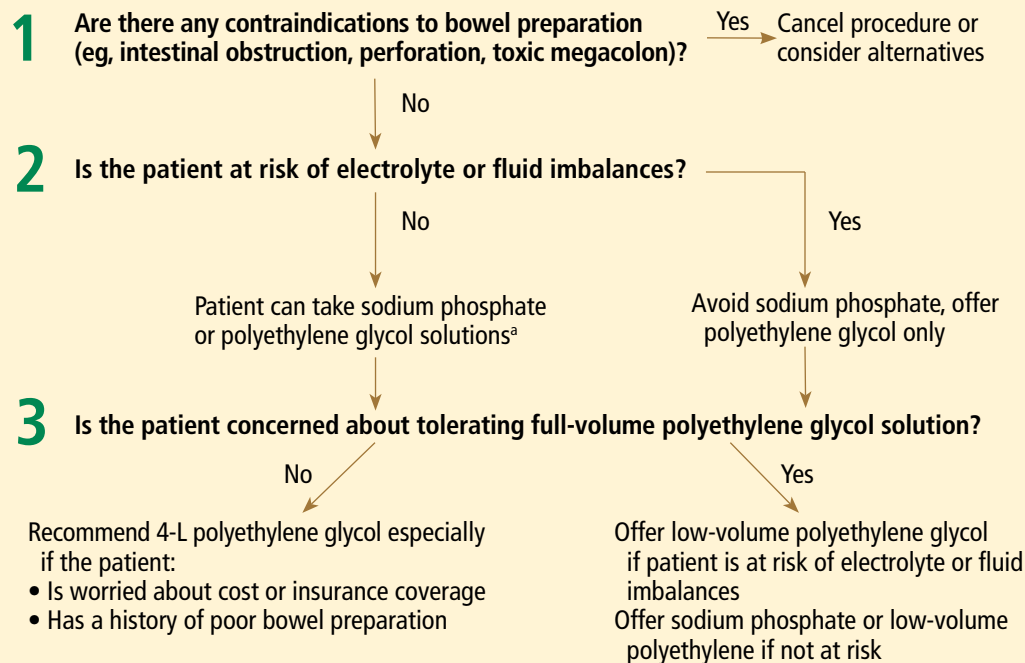 1 Are there any contraindications to bowel preparation
(eg, intestinal obstruction, perforation, toxic megacolon)?
Yes
Cancel procedure or
consider alternatives
No
2 Is the patient at risk of electrolyte or fluid imbalances?
No
Yes
Patient can take sodium phosphate
or polyethylene glycol solutionsᵃ
Avoid sodium phosphate, offer
polyethylene glycol only
3 Is the patient concerned about tolerating full-volume polyethylene glycol solution?
No
Yes
Recommend 4-L polyethylene glycol especially
if the patient:
• Is worried about cost or insurance coverage
• Has a history of poor bowel preparation
Offer low-volume polyethylene glycol
if patient is at risk of electrolyte or fluid
imbalances
Offer sodium phosphate or low-volume
polyethylene if not at risk